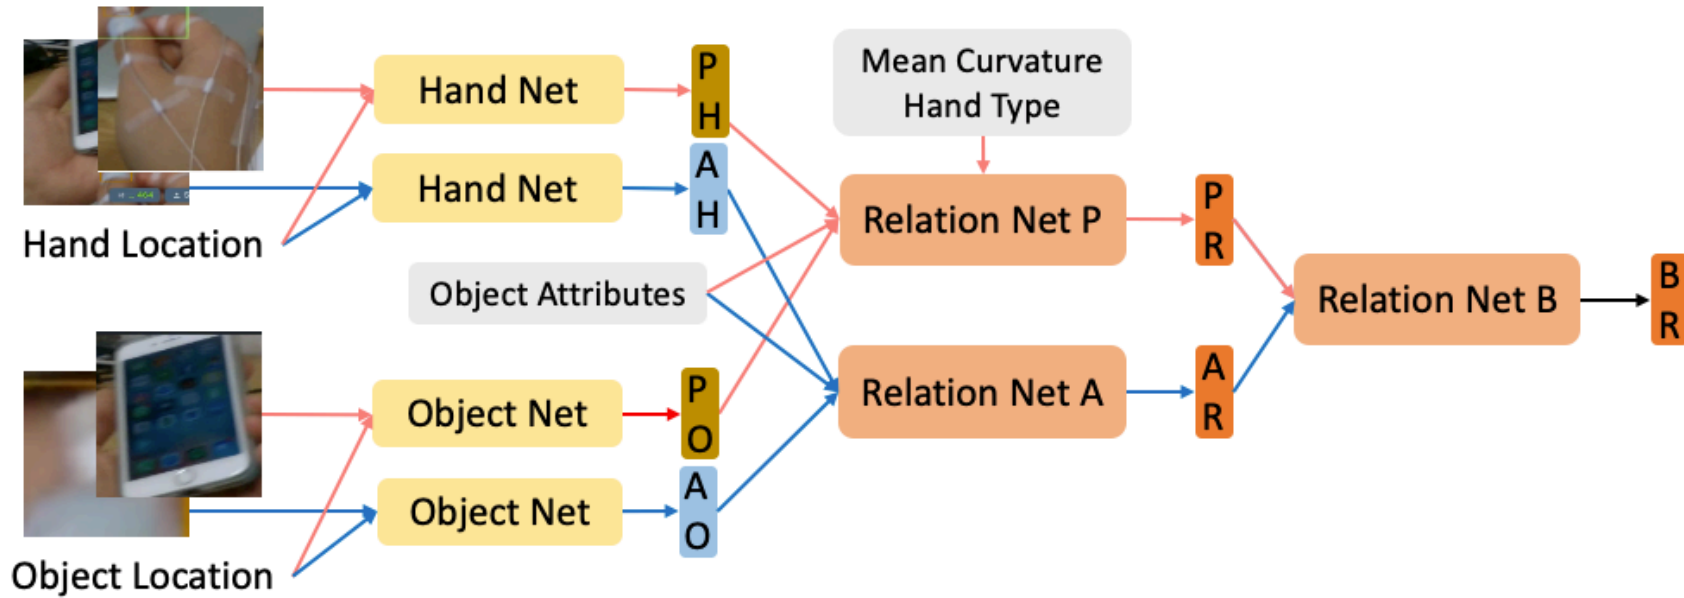 Hand Location
Hand Net
Hand Net
P
H
A
H
Object Attributes
Object Location
Object Net
Object Net
P
O
A
O
Mean Curvature
Hand Type
Relation Net P
Relation Net A
P
R
A
R
Relation Net B
B
R